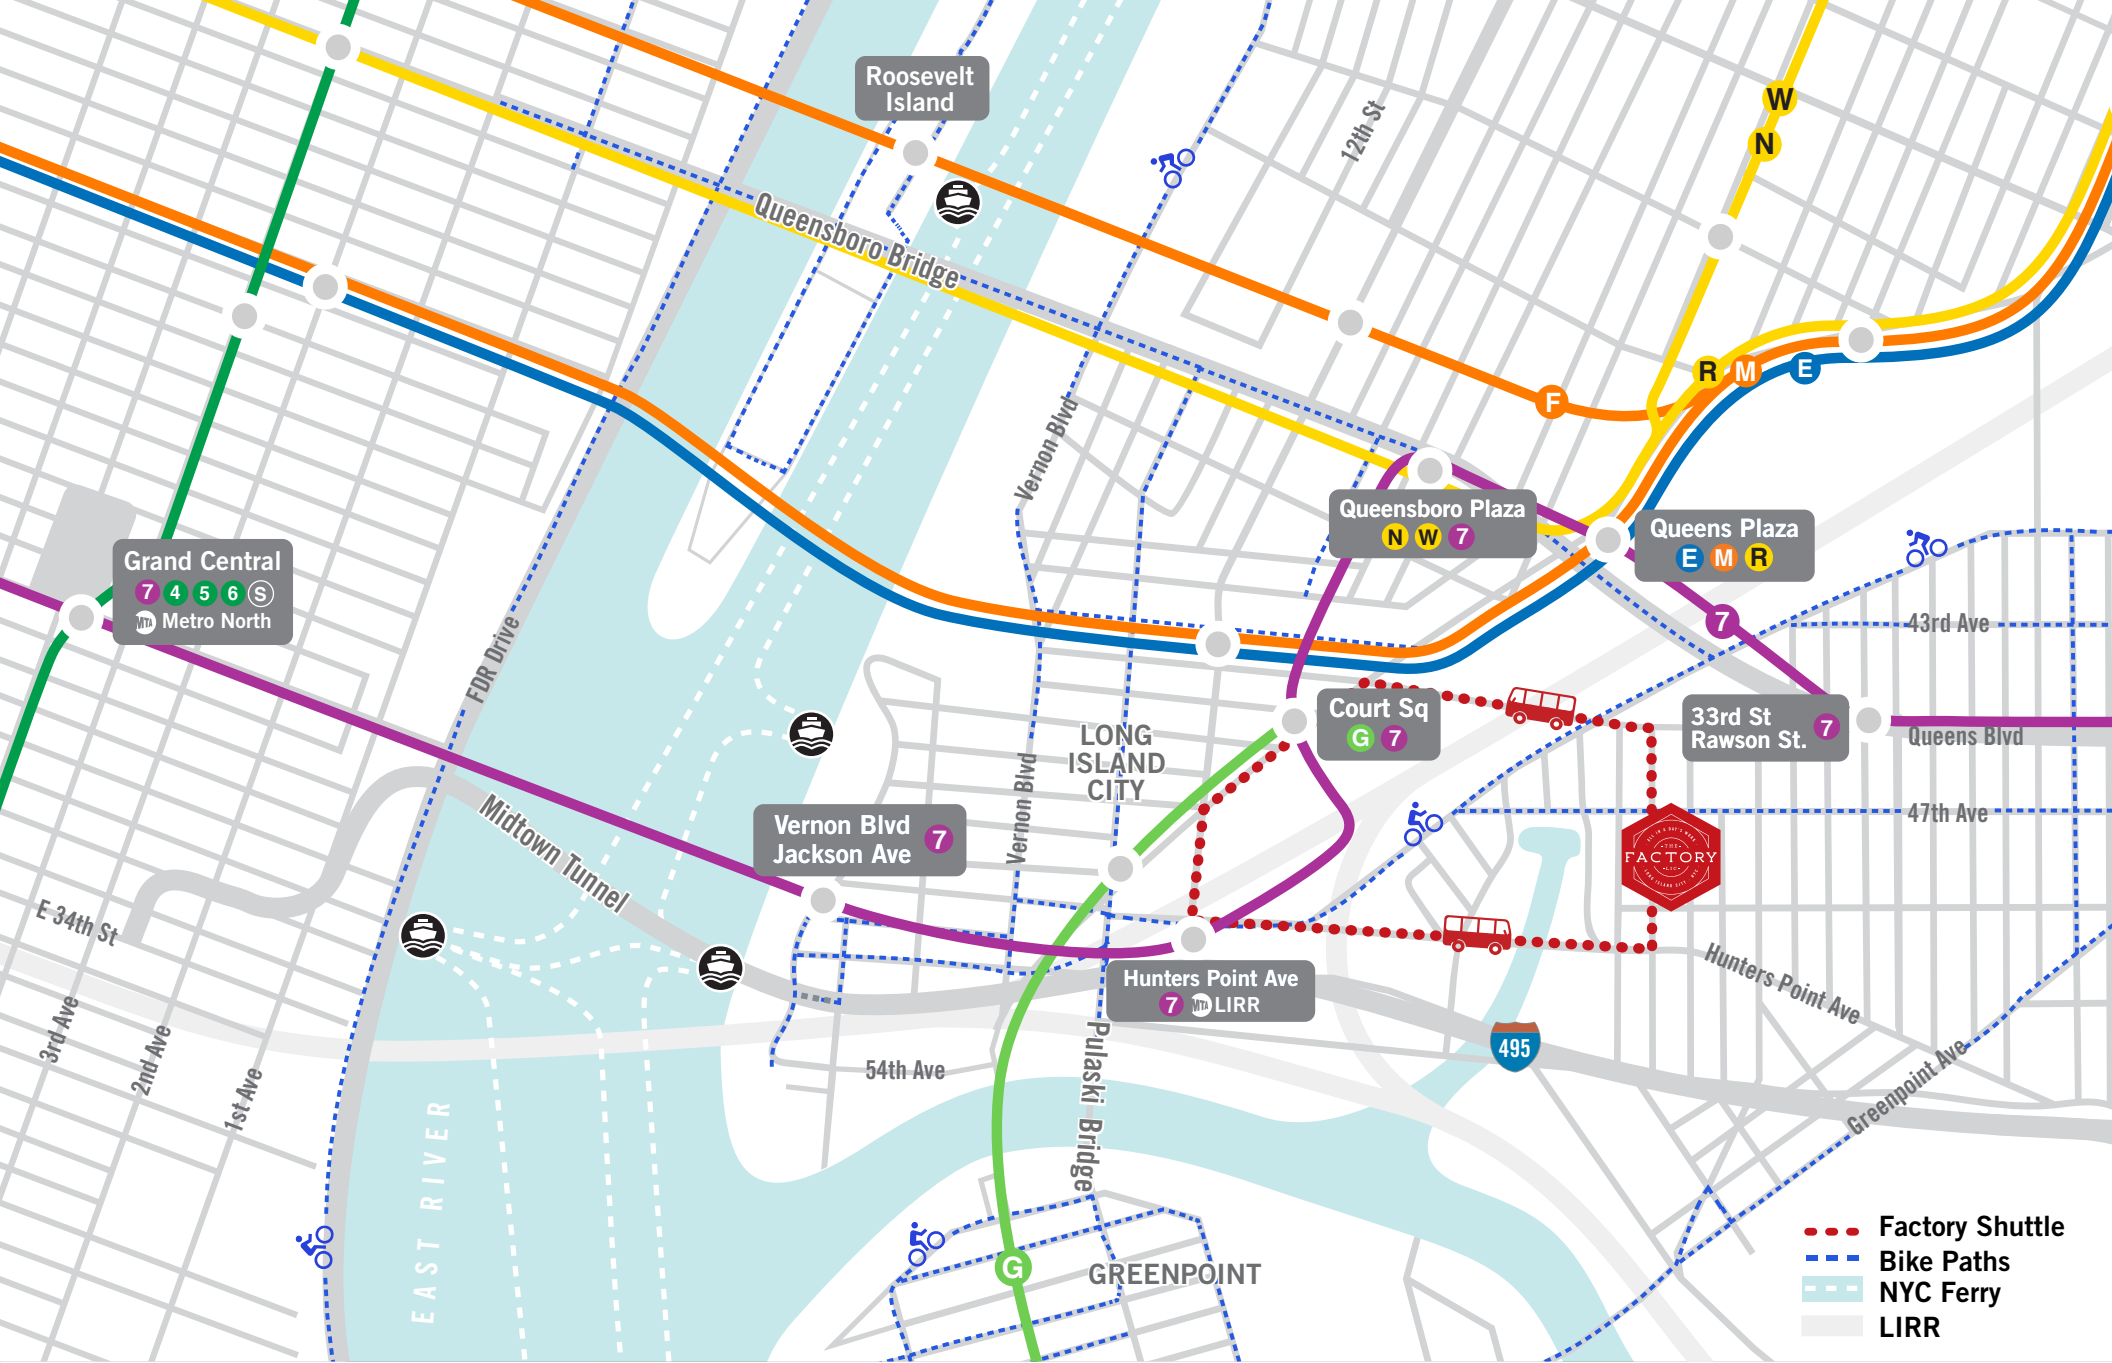 Roosevelt
Island
W
N
12th St
Queensboro Bridge
R
M
E
F
Vernon Blvd
Queensboro Plaza
N W 7
Queens Plaza
E M R
Grand Central
7 4 5 6 S
MTA Metro North
7
43rd Ave
FDR Drive
Court Sq
G 7
33rd St
Rawson St. 7
Queens Blvd
LONG
ISLAND
CITY
Vernon Blvd
Midtown Tunnel
Vernon Blvd
Jackson Ave 7
47th Ave
THE
FACTORY
LIC
E 34th St
Hunters Point Ave
7 MTA LIRR
Hunters Point Ave
3rd Ave
2nd Ave
1st Ave
54th Ave
Pulaski Bridge
495
Greenpoint Ave
EAST RIVER
G
GREENPOINT
Factory Shuttle
Bike Paths
NYC Ferry
LIRR